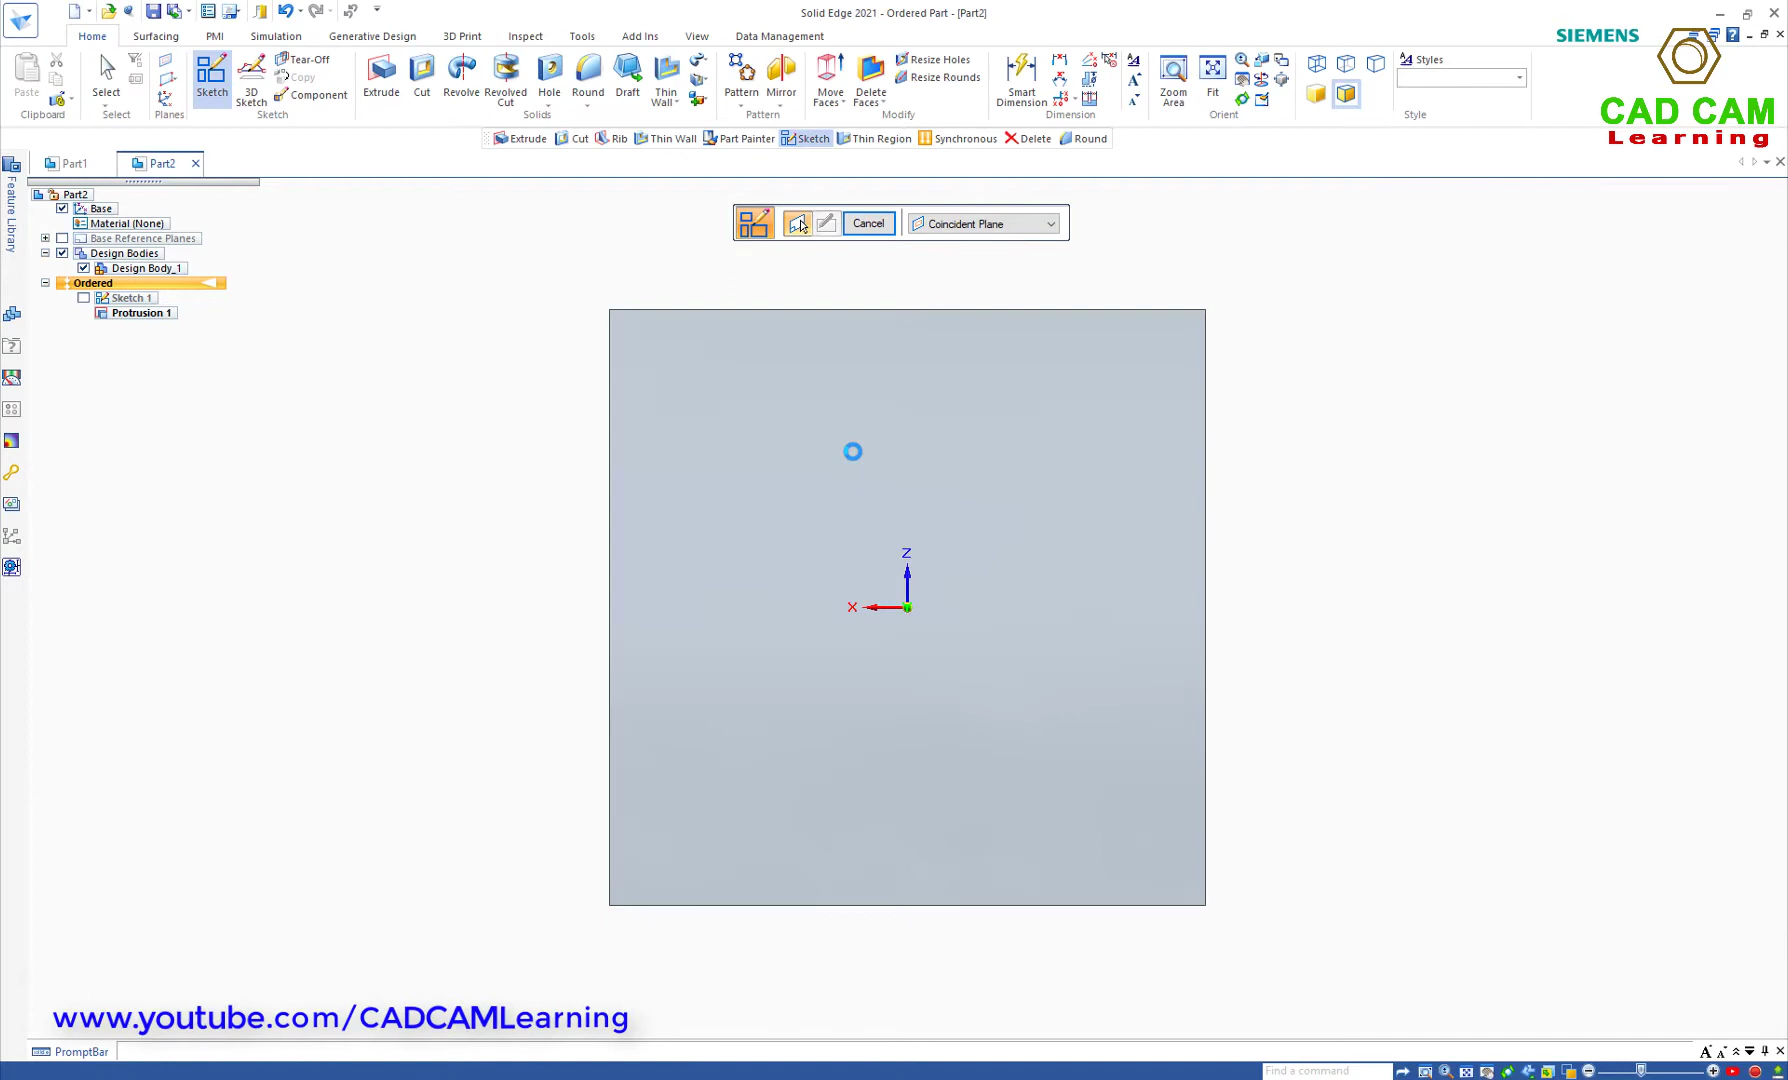 Solid Edge 2021 - Ordered Part - [Part2]
Home Surfacing PMI Simulation Generative Design 3D Print Inspect Tools Add Ins View Data Management
SIEMENS
CAD CAM
Learning
Paste
Clipboard
Select
Select
Planes
Sketch
3D
Sketch
Tear-Off
Copy
Component
Sketch
Extrude
Cut
Revolve
Revolved
Cut
Hole
Round
Draft
Thin
Wall
Solids
Pattern
Mirror
Pattern
Move
Faces
Delete
Faces
Resize Holes
Resize Rounds
Modify
Smart
Dimension
Dimension
Zoom
Area
Fit
Orient
Styles
Style
Extrude Cut Rib Thin Wall Part Painter Sketch Thin Region Synchronous Delete Round
Part1 Part2
Feature Library
Part2
Base
Material (None)
Base Reference Planes
Design Bodies
Design Body_1
Ordered
Sketch 1
Protrusion 1
Cancel Coincident Plane
Z
X
www.youtube.com/CADCAMLearning
PromptBar
Find a command